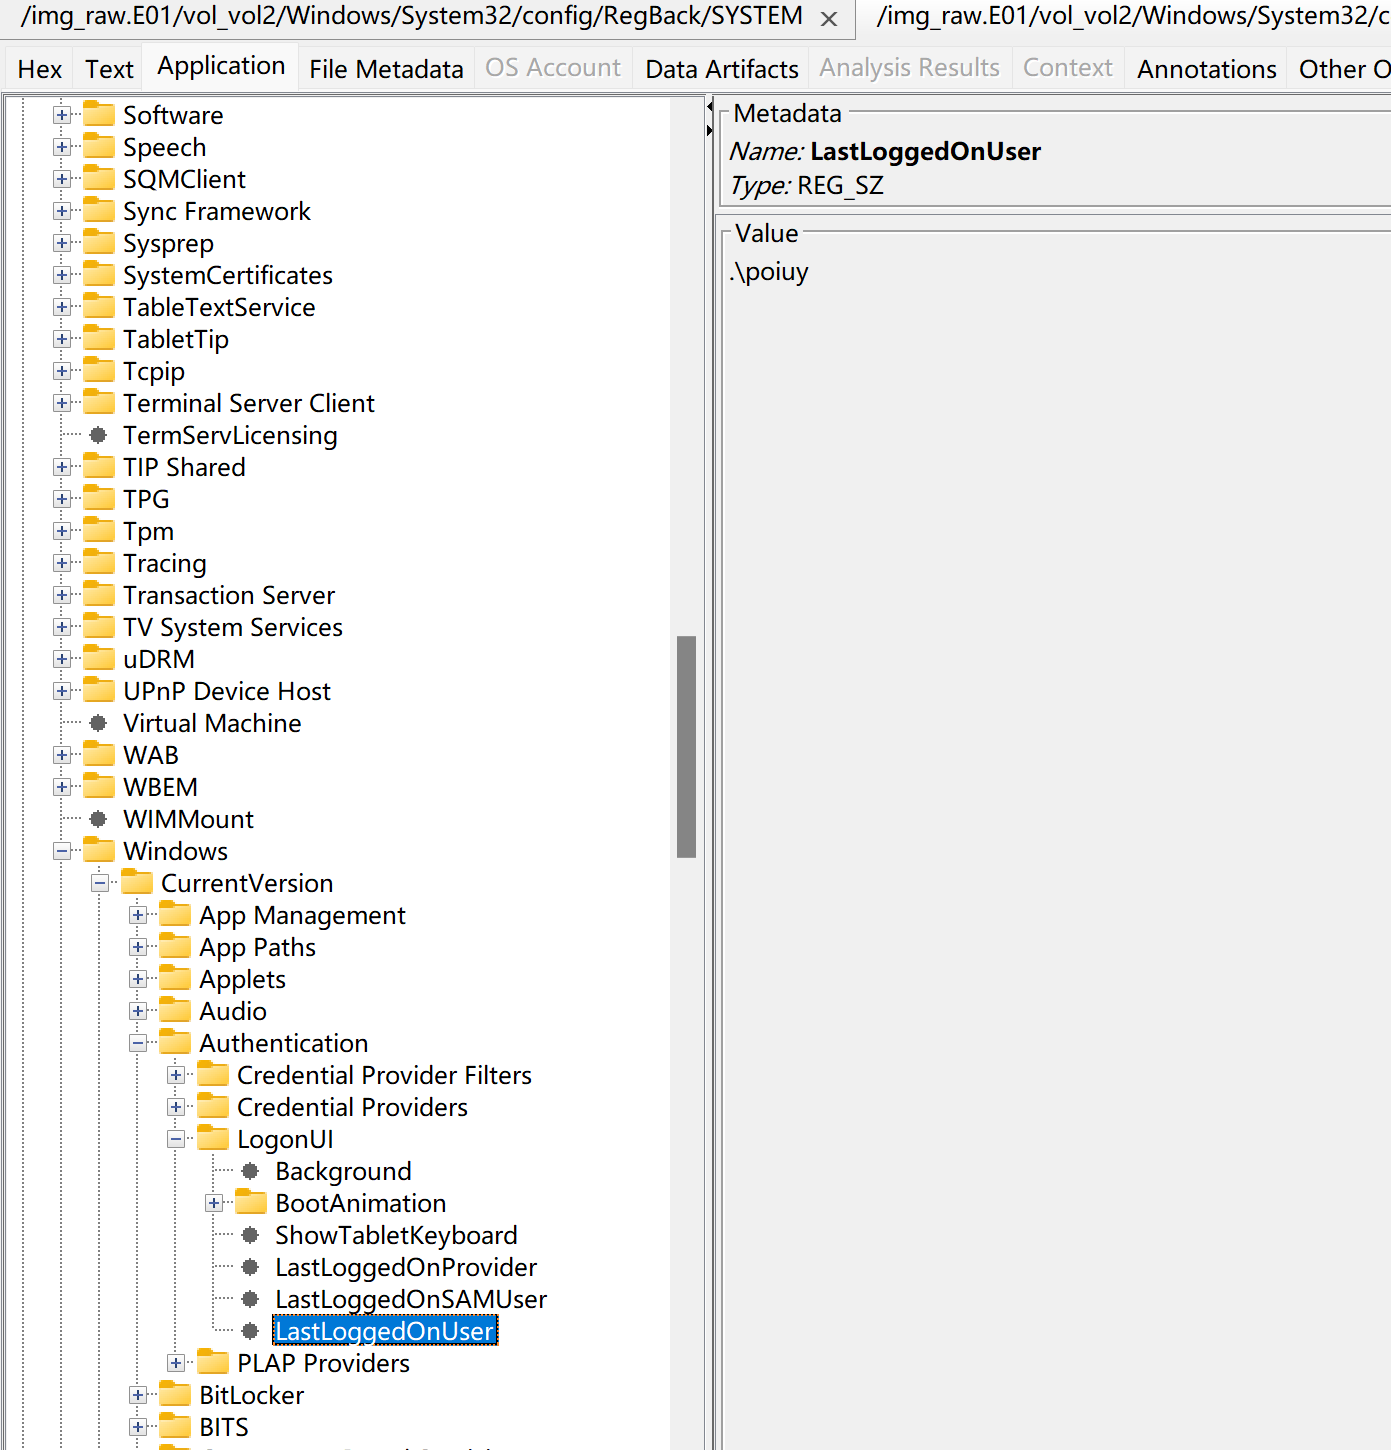 /img_raw.E01/vol_vol2/Windows/System32/config/RegBack/SYSTEM × /img_raw.E01/vol_vol2/Windows/System32/c
Hex Text Application File Metadata OS Account Data Artifacts Analysis Results Context Annotations Other O
Software
Speech
SQMClient
Sync Framework
Sysprep
SystemCertificates
TableTextService
TabletTip
Tcpip
Terminal Server Client
TermServLicensing
TIP Shared
TPG
Tpm
Tracing
Transaction Server
TV System Services
uDRM
UPnP Device Host
Virtual Machine
WAB
WBEM
WIMMount
Windows
CurrentVersion
App Management
App Paths
Applets
Audio
Authentication
Credential Provider Filters
Credential Providers
LogonUI
Background
BootAnimation
ShowTabletKeyboard
LastLoggedOnProvider
LastLoggedOnSAMUser
LastLoggedOnUser
PLAP Providers
BitLocker
BITS
Metadata
Name: LastLoggedOnUser
Type: REG_SZ
Value
.\poiuy